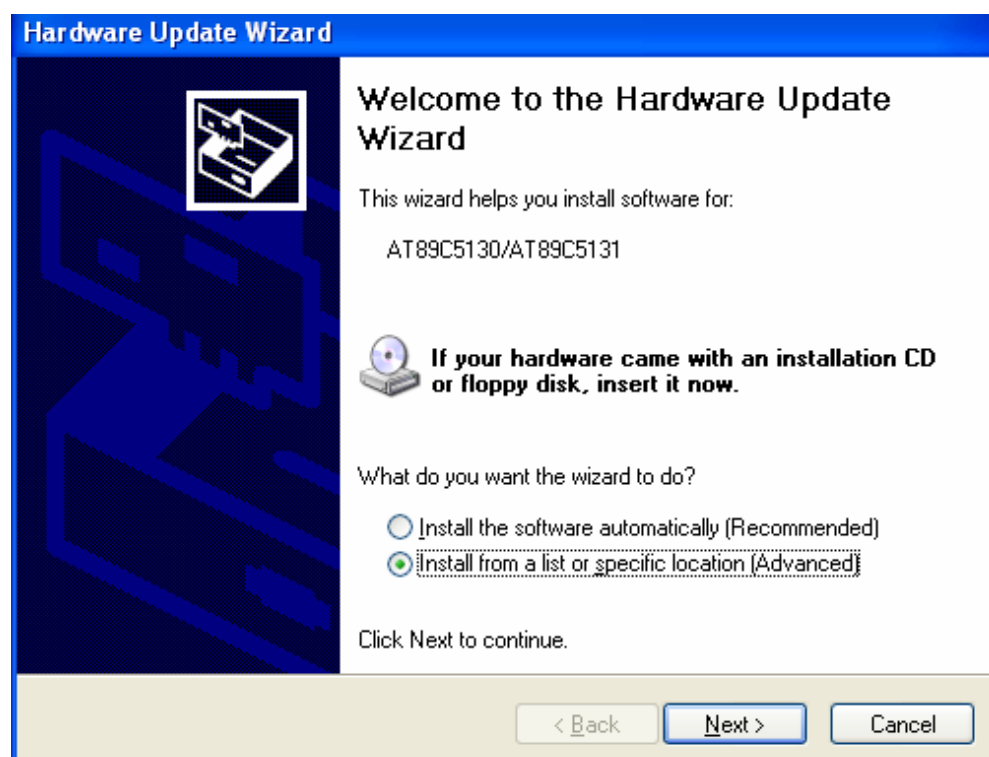 Hardware Update Wizard
Welcome to the Hardware Update
Wizard
This wizard helps you install software for:
AT89C5130/AT89C5131
If your hardware came with an installation CD
or floppy disk, insert it now.
What do you want the wizard to do?
Install the software automatically (Recommended)
Install from a list or specific location (Advanced)
Click Next to continue.
< Back Next > Cancel